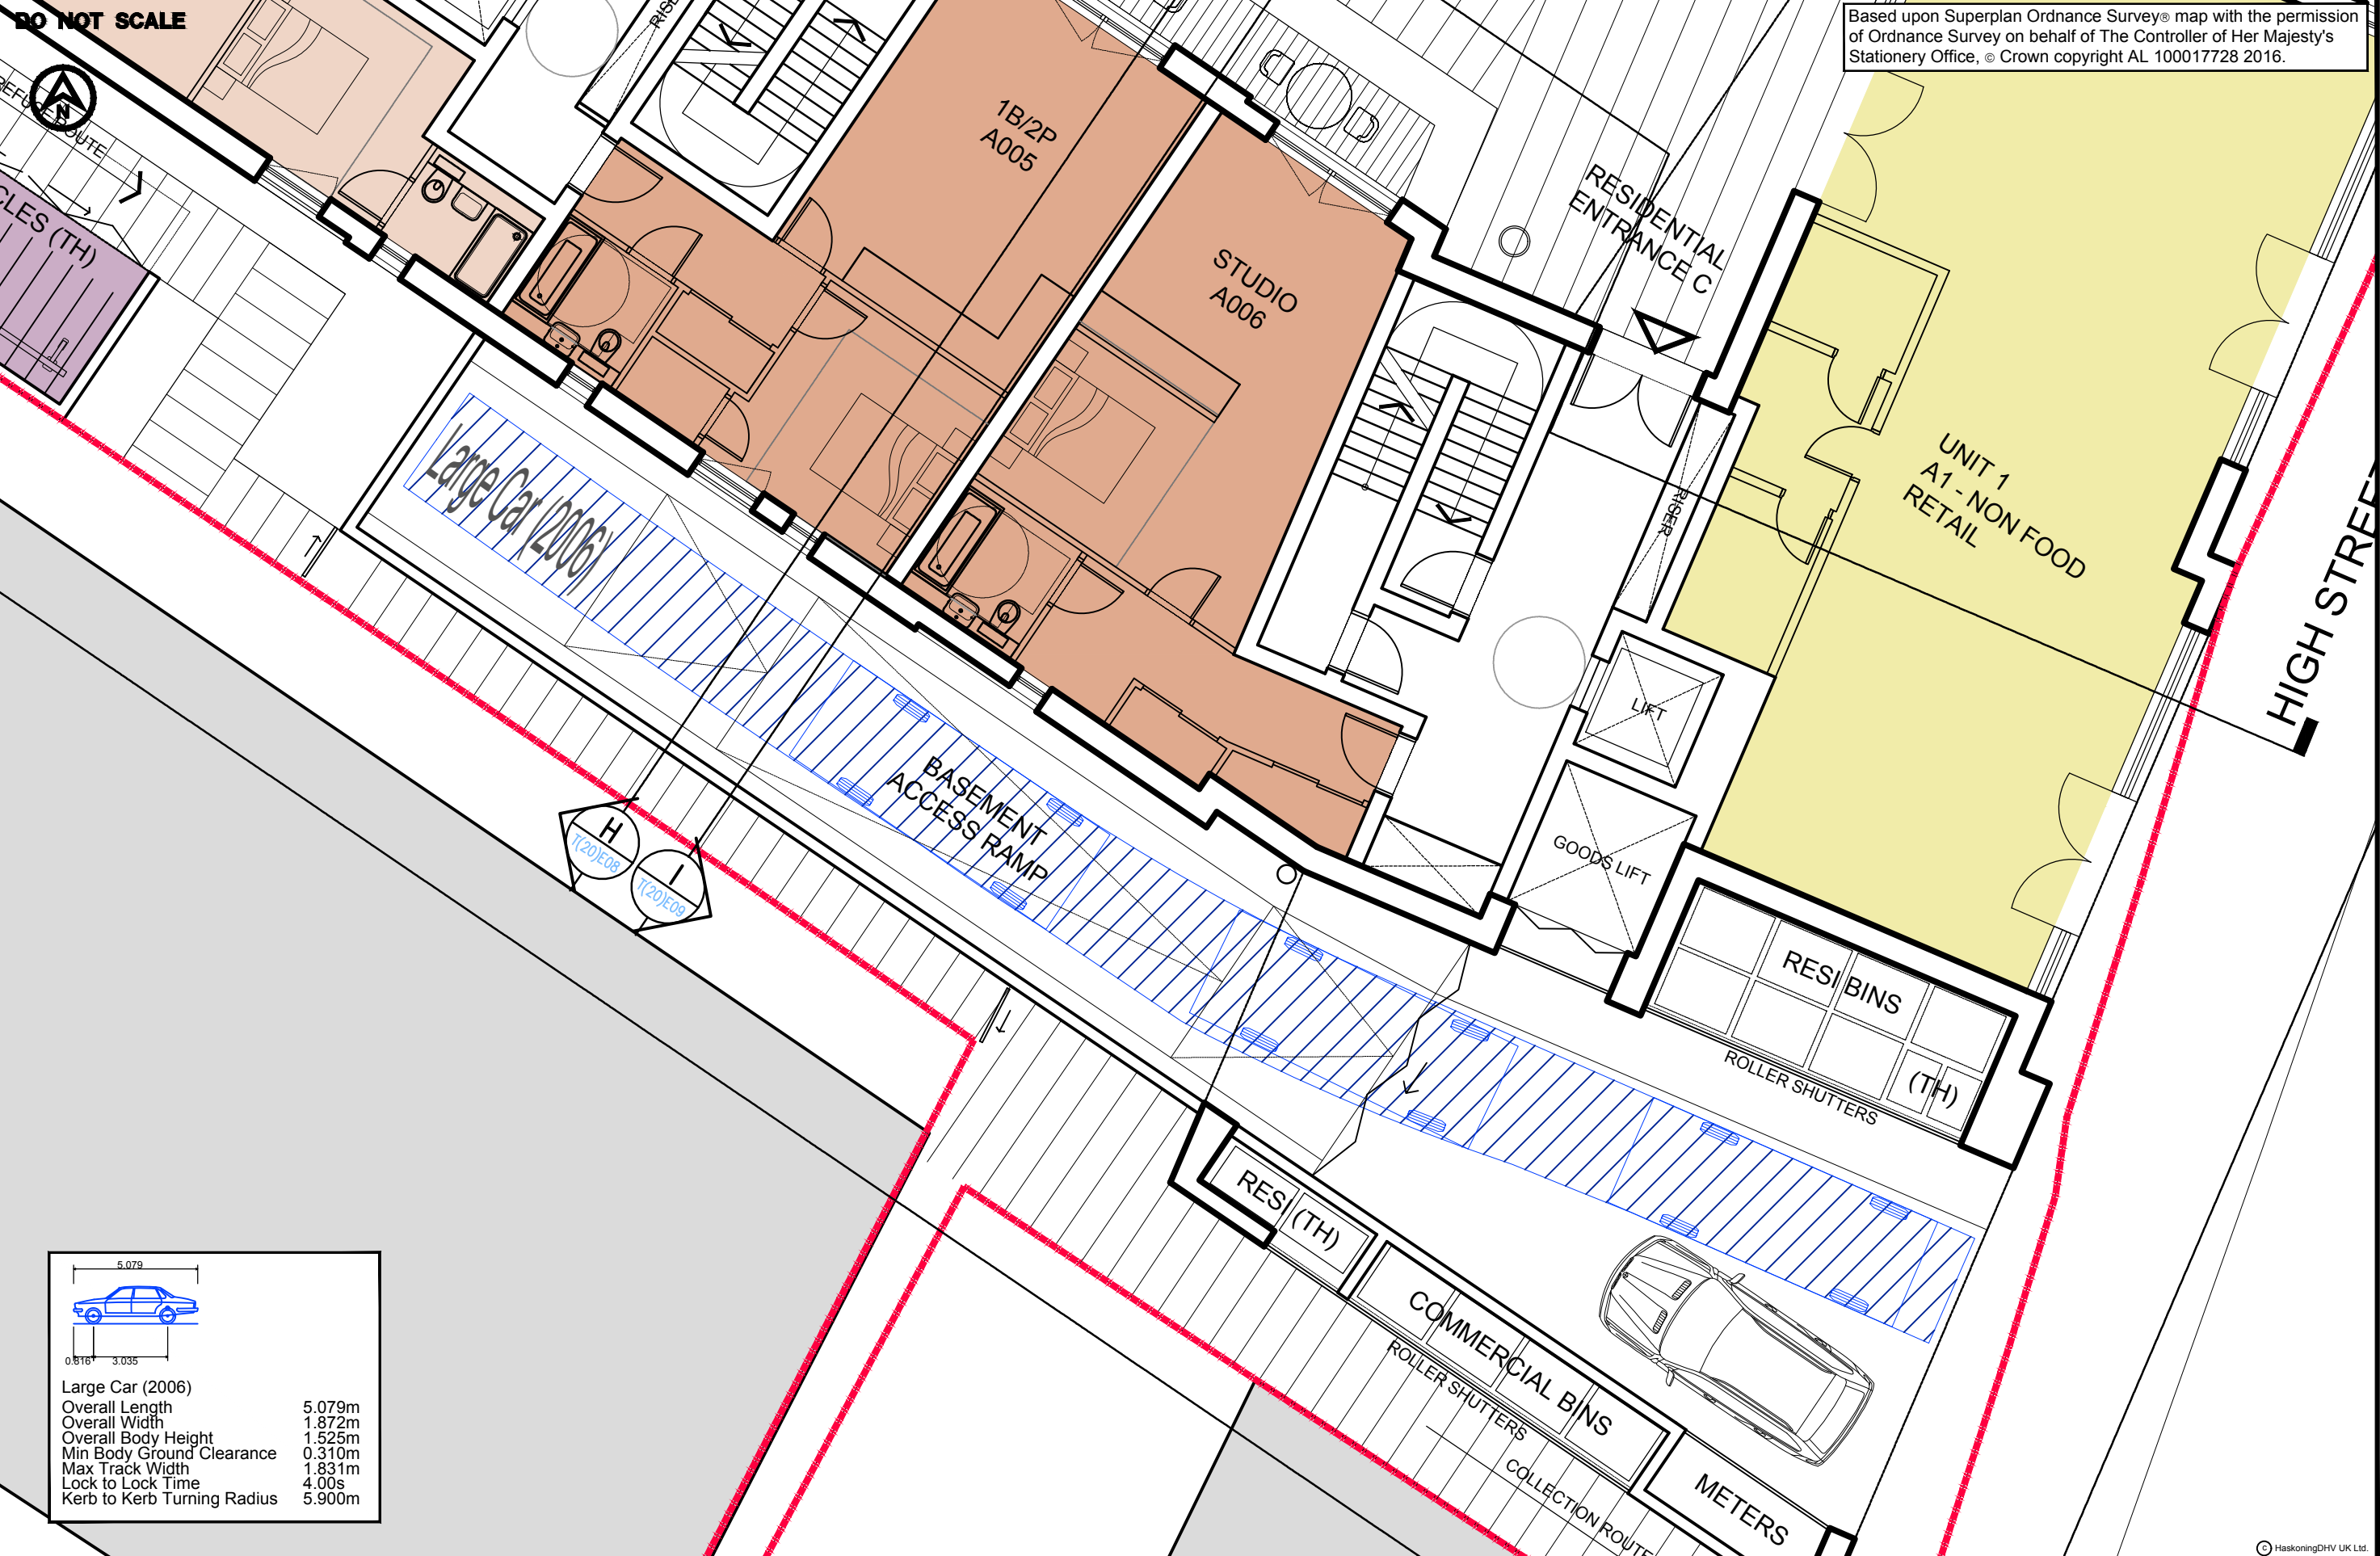 DO NOT SCALE
Based upon Superplan Ordnance Survey® map with the permission
of Ordnance Survey on behalf of The Controller of Her Majesty's
Stationery Office, © Crown copyright AL 100017728 2016.
N
REFUSE ROUTE
CLES (TH)
RISE
1B/2P
A005
STUDIO
A006
RESIDENTIAL
ENTRANCE C
RISER
UNIT 1
A1 - NON FOOD
RETAIL
HIGH STREE
Large Car (2006)
LIFT
GOODS LIFT
BASEMENT
ACCESS RAMP
H
T(20)E08
I
T(20)E09
RESI BINS
(TH)
ROLLER SHUTTERS
RESI (TH)
COMMERCIAL BINS
ROLLER SHUTTERS
COLLECTION ROUTE
METERS
5.079
0.816
3.035
Large Car (2006)
Overall Length 5.079m
Overall Width 1.872m
Overall Body Height 1.525m
Min Body Ground Clearance 0.310m
Max Track Width 1.831m
Lock to Lock Time 4.00s
Kerb to Kerb Turning Radius 5.900m
© HaskoningDHV UK Ltd.